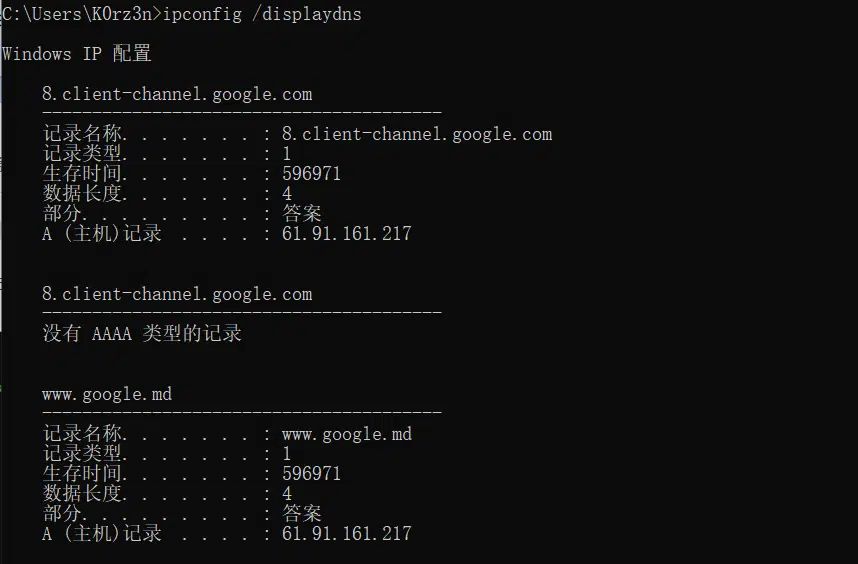 C:\Users\K0rz3n>ipconfig /displaydns
Windows IP 配置
8.client-channel.google.com
----------------------------------------
记录名称. . . . . . . : 8.client-channel.google.com
记录类型. . . . . . . : 1
生存时间. . . . . . . : 596971
数据长度. . . . . . . : 4
部分. . . . . . . . . : 答案
A (主机)记录  . . . . : 61.91.161.217
8.client-channel.google.com
----------------------------------------
没有 AAAA 类型的记录
www.google.md
----------------------------------------
记录名称. . . . . . . : www.google.md
记录类型. . . . . . . : 1
生存时间. . . . . . . : 596971
数据长度. . . . . . . : 4
部分. . . . . . . . . : 答案
A (主机)记录  . . . . : 61.91.161.217